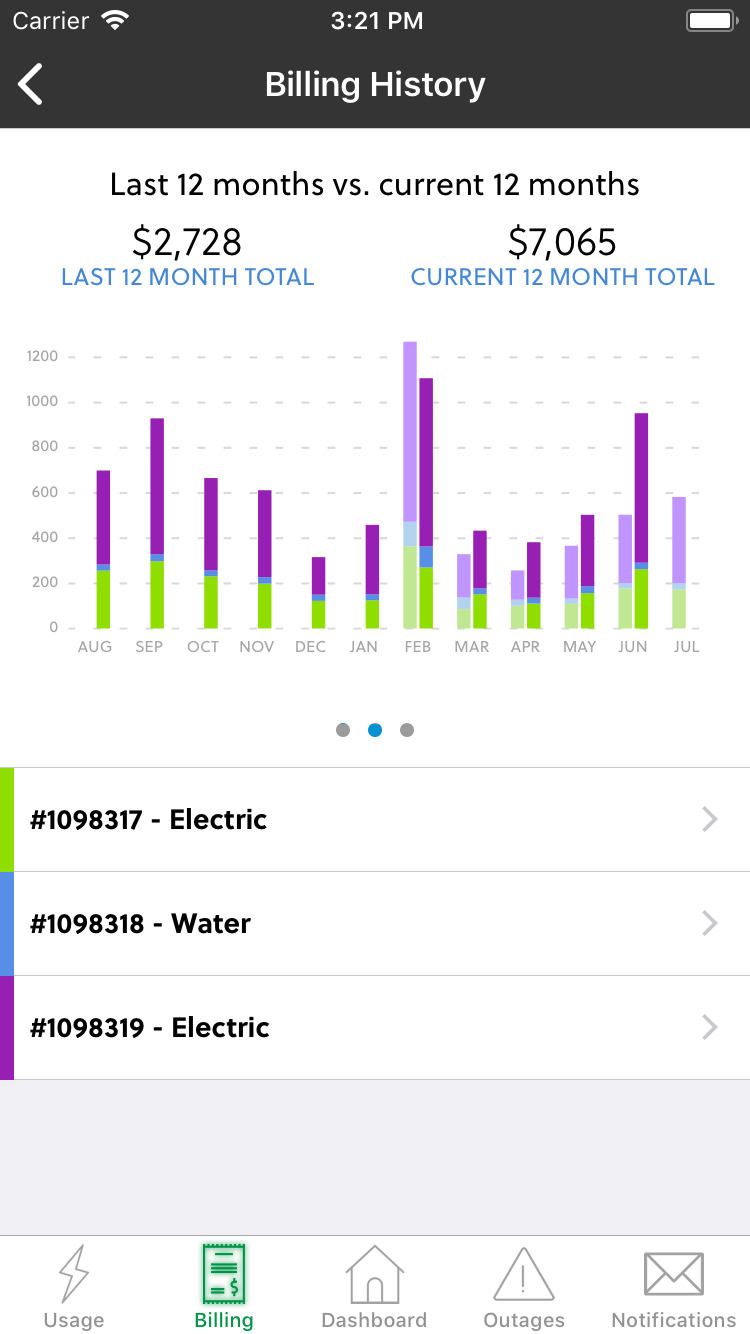 Carrier 3:21 PM
Billing History
Last 12 months vs. current 12 months
$2,728 $7,065
LAST 12 MONTH TOTAL CURRENT 12 MONTH TOTAL
1200
1000
800
600
400
200
0
AUG SEP OCT NOV DEC JAN FEB MAR APR MAY JUN JUL
#1098317 - Electric
#1098318 - Water
#1098319 - Electric
$
Usage Billing Dashboard Outages Notifications